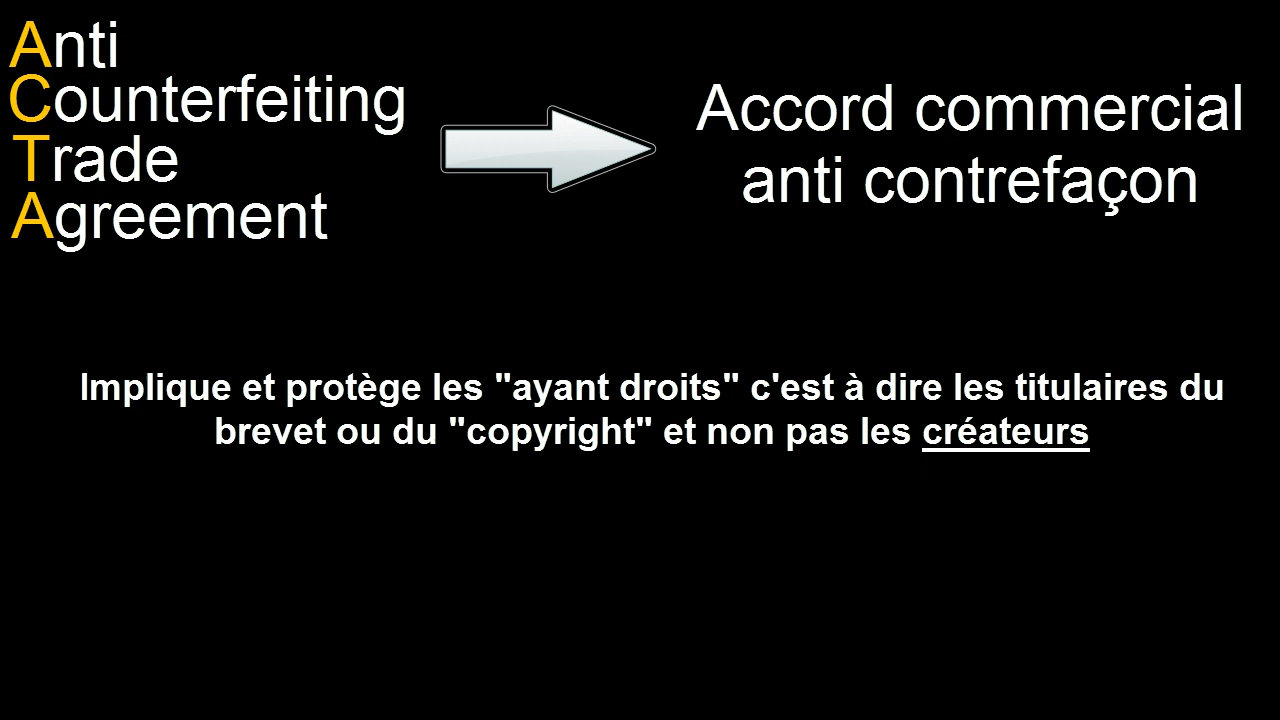 Anti
Counterfeiting
Trade
Agreement
Accord commercial
anti contrefaçon
Implique et protège les "ayant droits" c'est à dire les titulaires du
brevet ou du "copyright" et non pas les créateurs